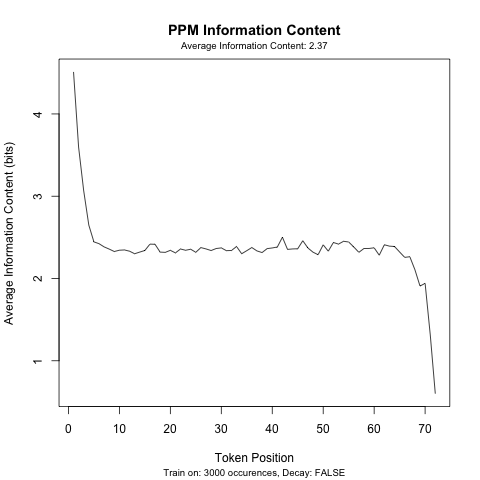 PPM Information Content
Average Information Content: 2.37
Average Information Content (bits)
4
3
2
1
0 10 20 30 40 50 60 70
Token Position
Train on: 3000 occurences, Decay: FALSE